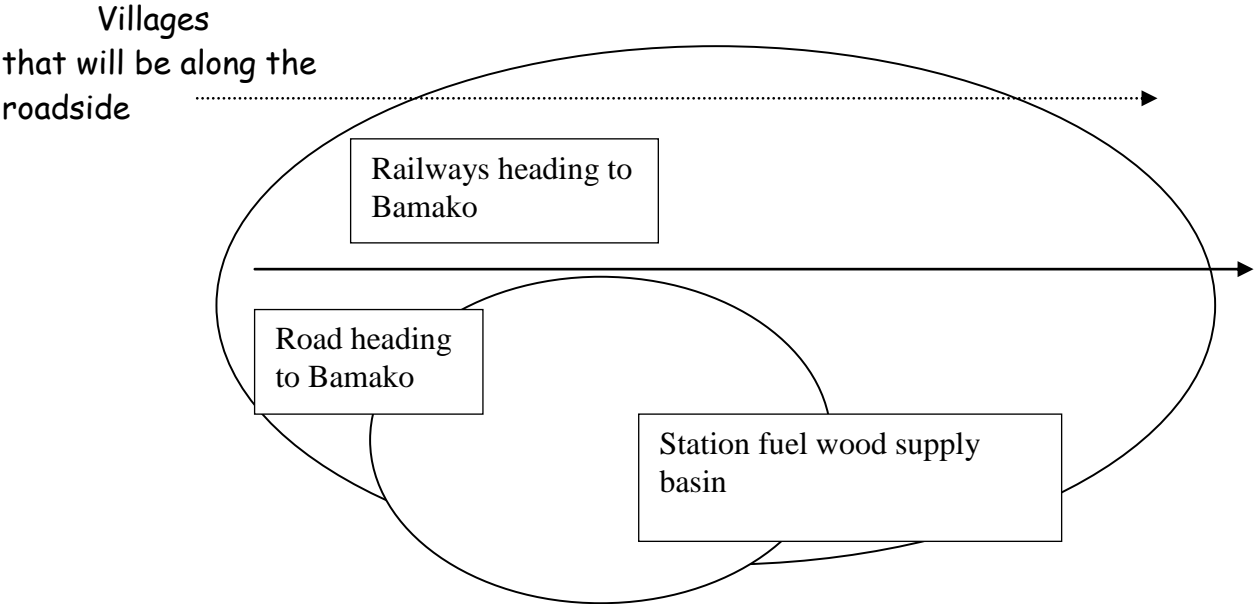 Villages
that will be along the
roadside
Railways heading to
Bamako
Road heading
to Bamako
Station fuel wood supply
basin